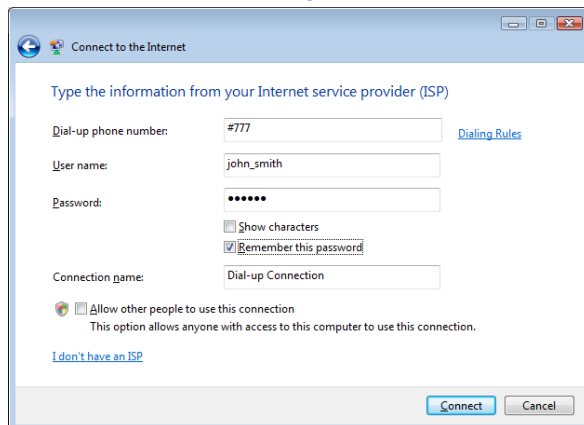 Connect to the Internet
Type the information from your Internet service provider (ISP)
Dial-up phone number: #777 Dialing Rules
User name: john_smith
Password: ••••••
Show characters
Remember this password
Connection name: Dial-up Connection
Allow other people to use this connection
This option allows anyone with access to this computer to use this connection.
I don't have an ISP
Connect Cancel